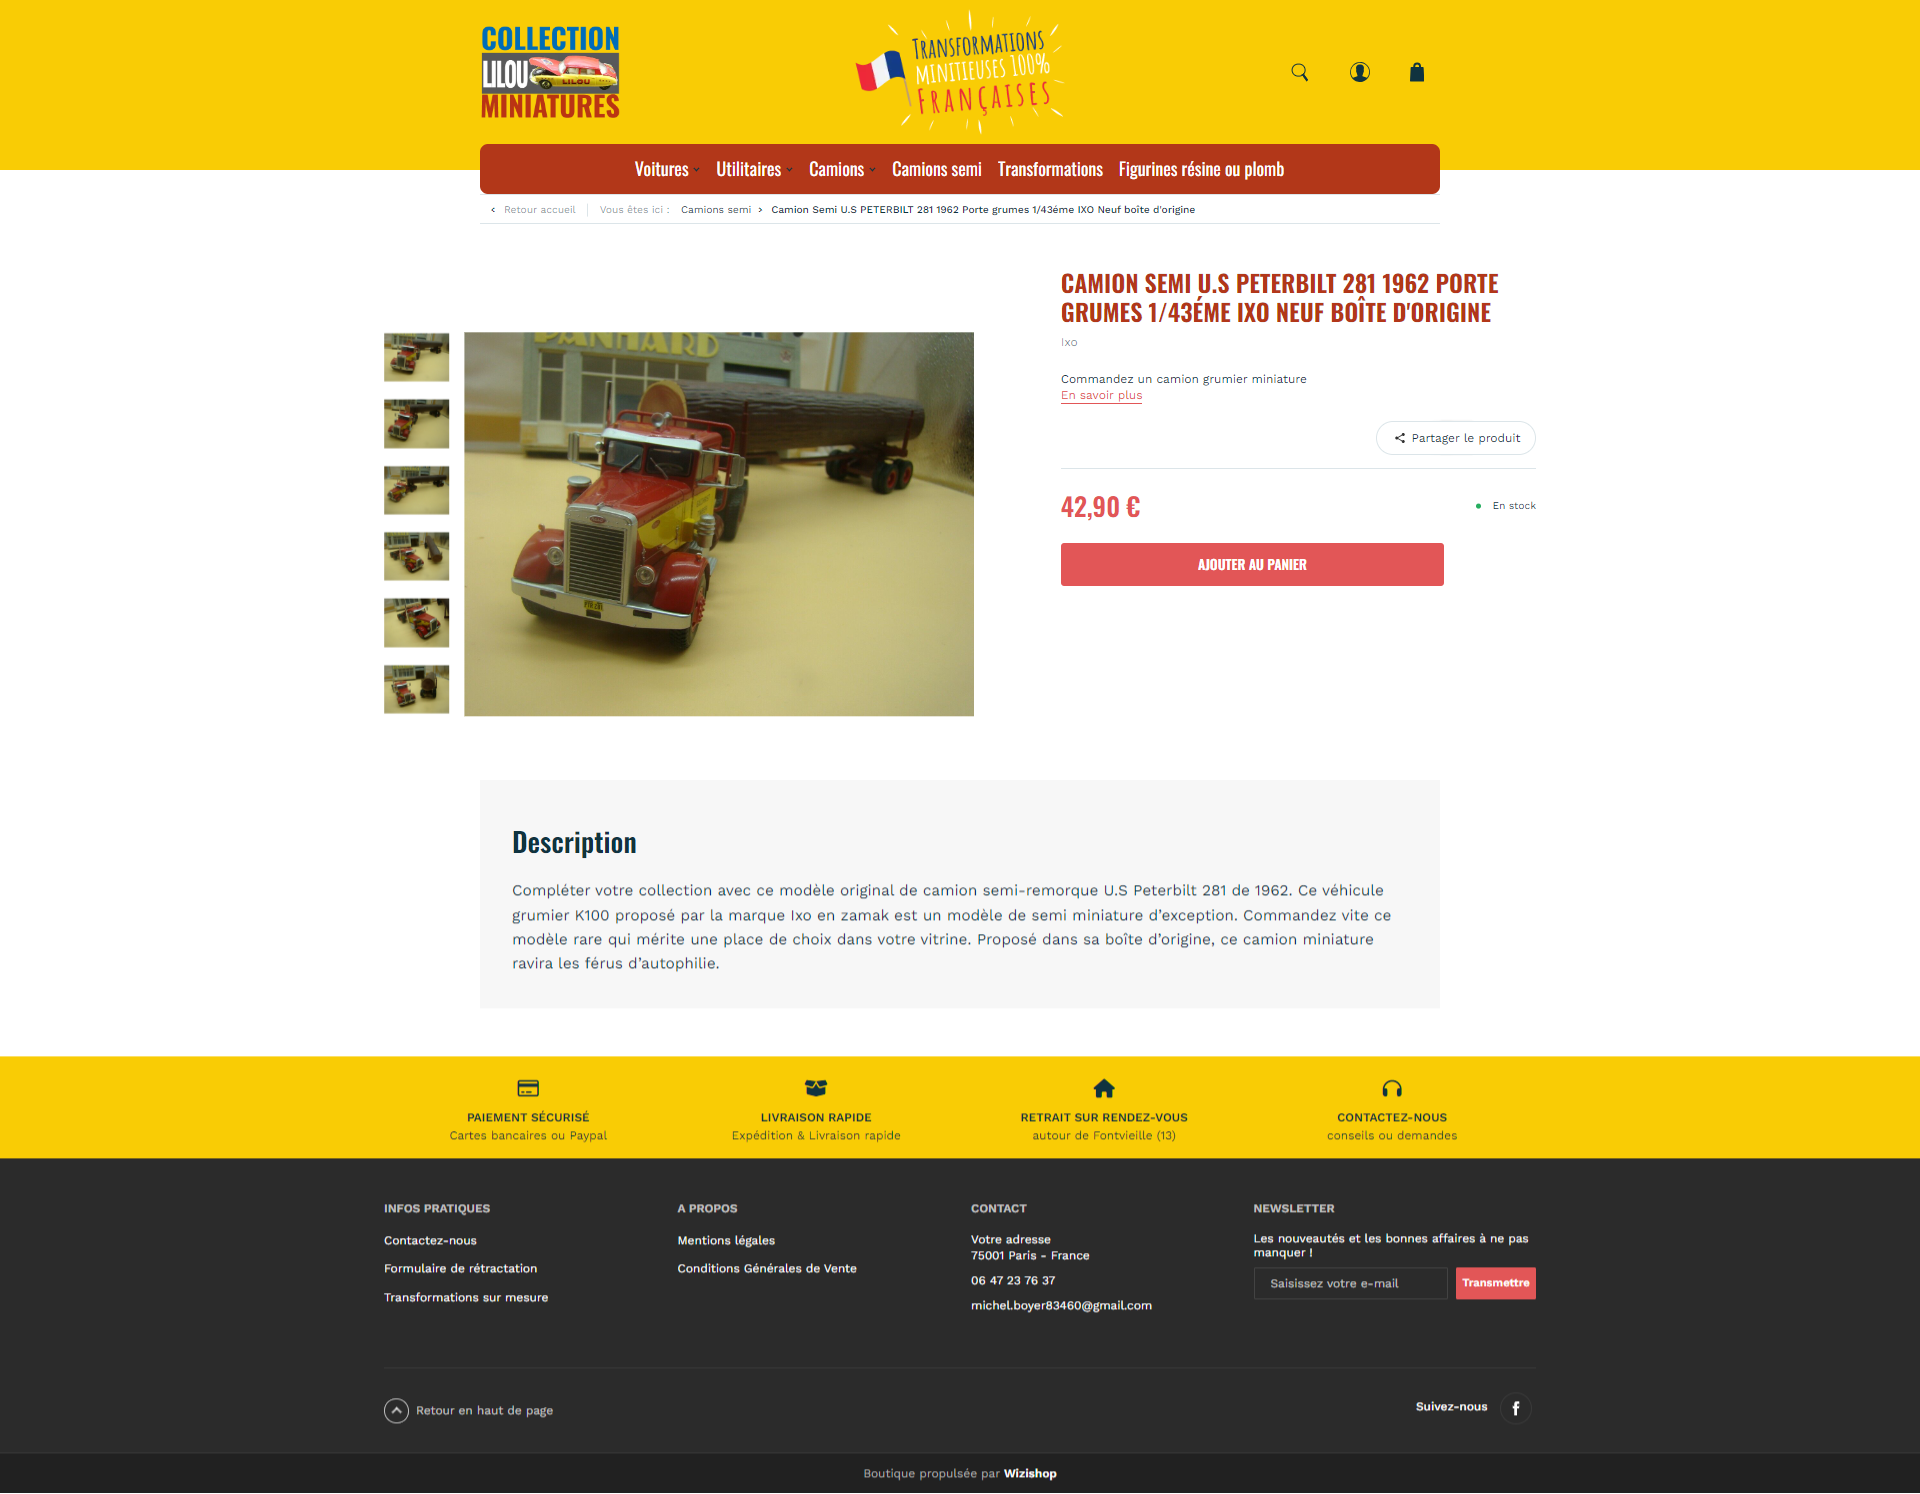 COLLECTION
LILOU
LILOU
MINIATURES
TRANSFORMATIONS
MINITIEUSES 100%
FRANÇAISES
Voitures
Utilitaires
Camions
Camions semi
Transformations
Figurines résine ou plomb
Retour accueil
Vous êtes ici :
Camions semi
Camion Semi U.S PETERBILT 281 1962 Porte grumes 1/43éme IXO Neuf boîte d'origine
CAMION SEMI U.S PETERBILT 281 1962 PORTE
GRUMES 1/43ÉME IXO NEUF BOÎTE D'ORIGINE
Ixo
Commandez un camion grumier miniature
En savoir plus
Partager le produit
42,90 €
En stock
AJOUTER AU PANIER
PANHARD
Description
Compléter votre collection avec ce modèle original de camion semi-remorque U.S Peterbilt 281 de 1962. Ce véhicule
grumier K100 proposé par la marque Ixo en zamak est un modèle de semi miniature d’exception. Commandez vite ce
modèle rare qui mérite une place de choix dans votre vitrine. Proposé dans sa boîte d’origine, ce camion miniature
ravira les férus d’autophilie.
PAIEMENT SÉCURISÉ
Cartes bancaires ou Paypal
LIVRAISON RAPIDE
Expédition & Livraison rapide
RETRAIT SUR RENDEZ-VOUS
autour de Fontvieille (13)
CONTACTEZ-NOUS
conseils ou demandes
INFOS PRATIQUES
Contactez-nous
Formulaire de rétractation
Transformations sur mesure
A PROPOS
Mentions légales
Conditions Générales de Vente
CONTACT
Votre adresse
75001 Paris - France
06 47 23 76 37
michel.boyer83460@gmail.com
NEWSLETTER
Les nouveautés et les bonnes affaires à ne pas
manquer !
Saisissez votre e-mail
Transmettre
Retour en haut de page
Suivez-nous
Boutique propulsée par Wizishop